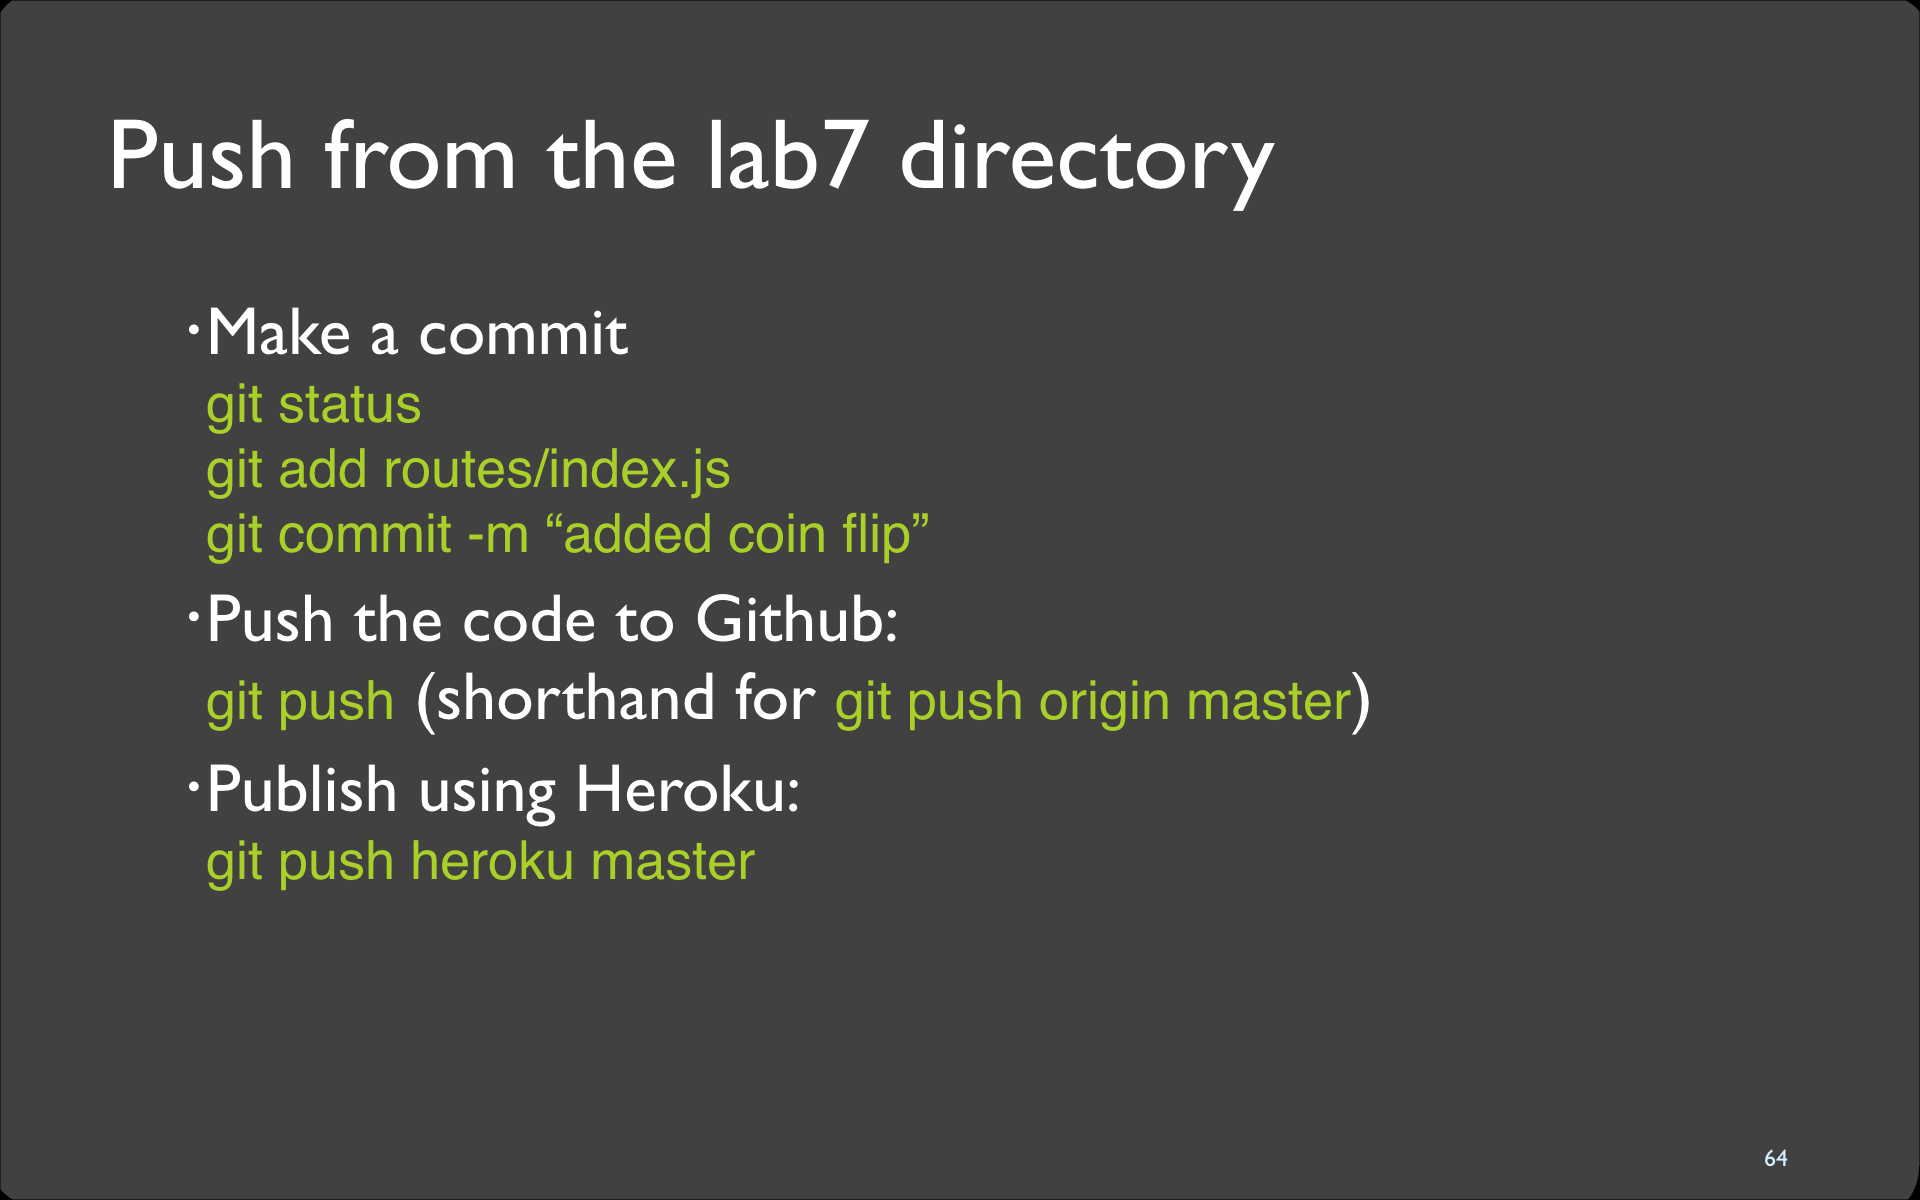 Push from the lab7 directory
•Make a commit
git status
git add routes/index.js
git commit -m “added coin flip”
•Push the code to Github:
git push (shorthand for git push origin master)
•Publish using Heroku:
git push heroku master
64